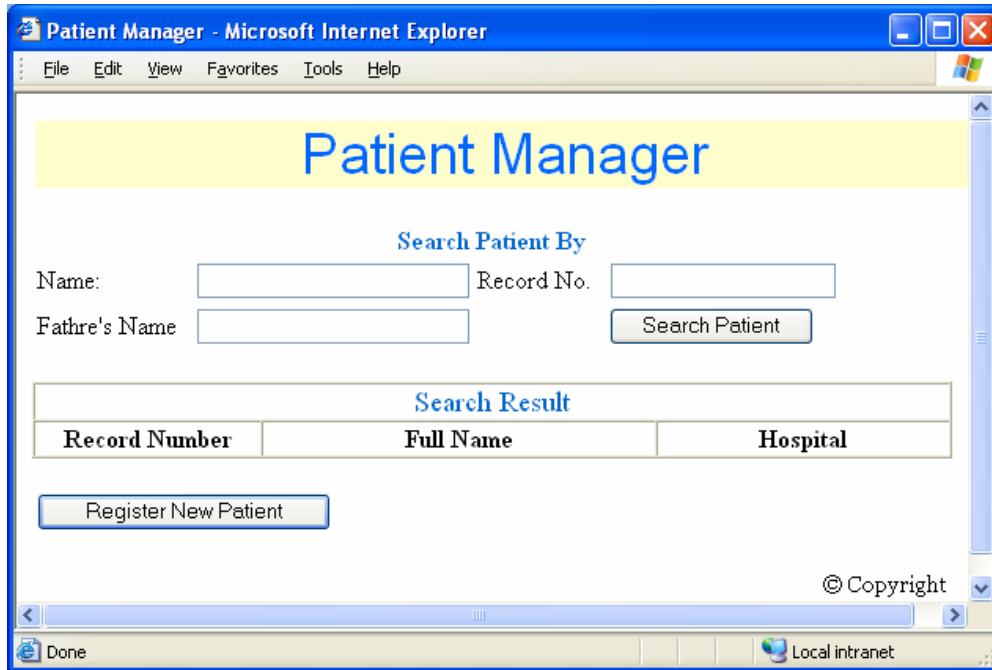 Patient Manager - Microsoft Internet Explorer
File Edit View Favorites Tools Help
Patient Manager
Search Patient By
Name: Record No.
Fathre's Name Search Patient
Search Result
Record Number Full Name Hospital
Register New Patient
© Copyright
Done Local intranet